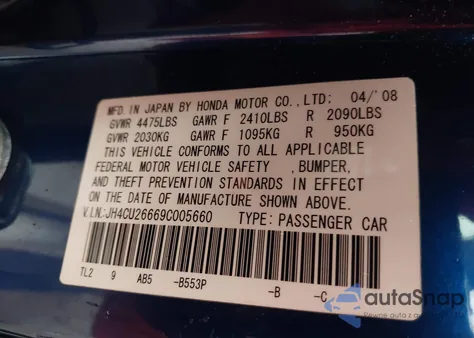 MFD. IN JAPAN BY HONDA MOTOR CO.,LTD: 04/'08
GVWR 4475LBS GAWR F 2410LBS R 2090LBS
GVWR 2030KG GAWR F 1095KG R 950KG
THIS VEHICLE CONFORMS TO ALL APPLICABLE
FEDERAL MOTOR VEHICLE SAFETY ,BUMPER,
AND THEFT PREVENTION STANDARDS IN EFFECT
ON THE DATE OF MANUFACTURE SHOWN ABOVE.
V.I.N.:JH4CU26669C005660 TYPE: PASSENGER CAR
TL2 9 AB5 -B553P -B -C
autoSnap
Pewne auto z